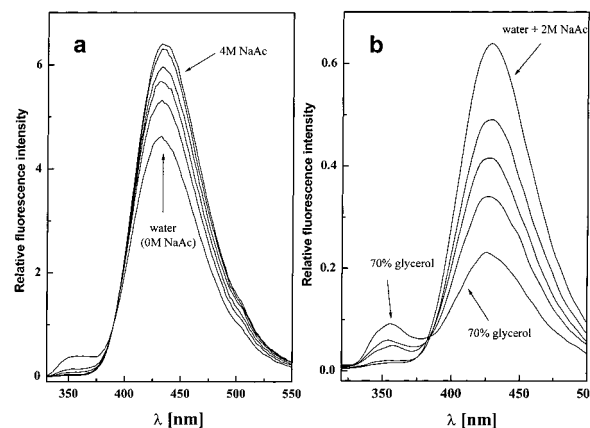 a
4M NaAc
water
(0M NaAc)
Relative fluorescence intensity
6
4
2
0
350 400 450 500 550
λ [nm]
b
water + 2M NaAc
70% glycerol
70% glycerol
Relative fluorescence intensity
0.6
0.4
0.2
0.0
350 400 450 50
λ [nm]